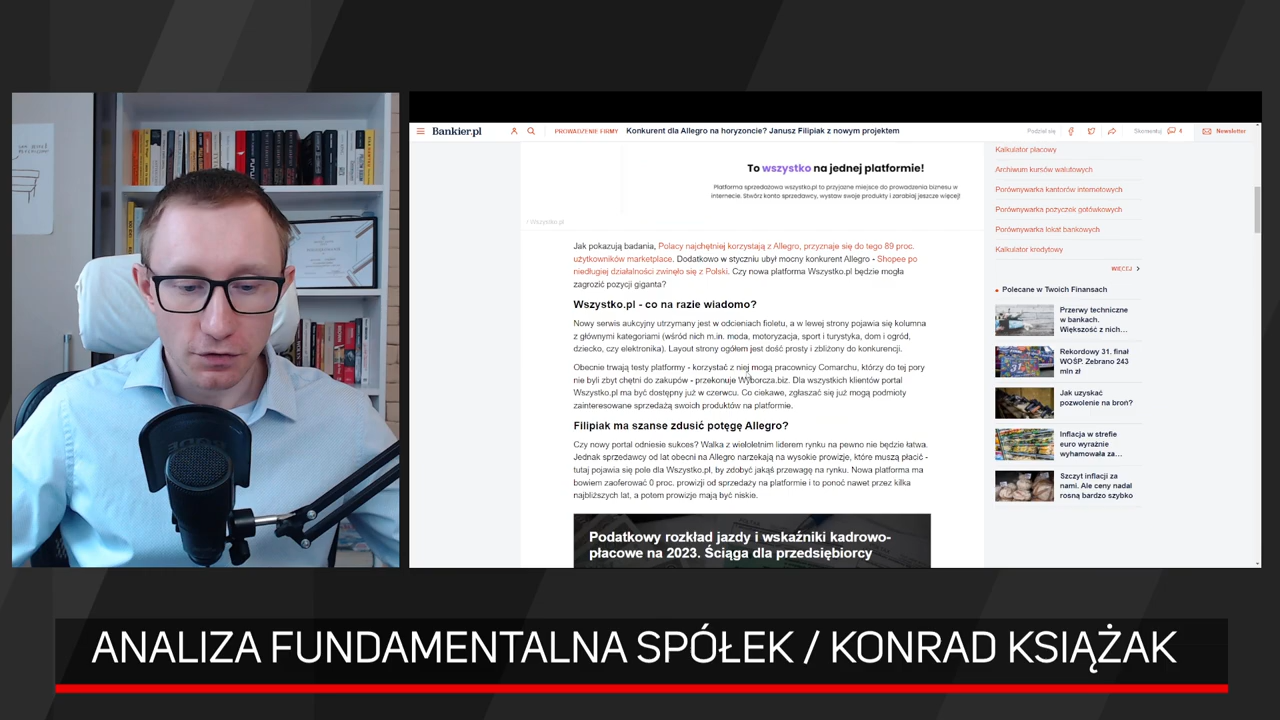 Bankier.pl
PROWADZENIE FIRMY
Konkurent dla Allegro na horyzoncie? Janusz Filipiak z nowym projektem
Podziel się
Skomentuj
4
Newsletter
To wszystko na jednej platformie!
Platforma sprzedażowa wszystko.pl to przyjazne miejsce do prowadzenia biznesu w
Internecie. Stwórz konto sprzedawcy, wystaw swoje produkty i zarabiaj jeszcze więcej!
Wszystko.pl
Jak pokazują badania, Polacy najchętniej korzystają z Allegro, przyznaje się do tego 89 proc.
użytkowników marketplace. Dodatkowo w styczniu ubył mocny konkurent Allegro - Shopee po
niedługiej działalności zwinęło się z Polski. Czy nowa platforma Wszystko.pl będzie mogła
zagrozić pozycji giganta?
Wszystko.pl - co na razie wiadomo?
Nowy serwis aukcyjny utrzymany jest w odcieniach fioletu, a w lewej strony pojawia się kolumna
z głównymi kategoriami (wśród nich m.in. moda, motoryzacja, sport i turystyka, dom i ogród,
dziecko, czy elektronika). Layout strony ogółem jest dość prosty i zbliżony do konkurencji.
Obecnie trwają testy platformy - korzystać z niej mogą pracownicy Comarchu, którzy do tej pory
nie byli zbyt chętni do zakupów - przekonuje Wyborcza.biz. Dla wszystkich klientów portal
Wszystko.pl ma być dostępny już w czerwcu. Co ciekawe, zgłaszać się już mogą podmioty
zainteresowane sprzedażą swoich produktów na platformie.
Filipiak ma szanse zdusić potęgę Allegro?
Czy nowy portal odniesie sukces? Walka z wieloletnim liderem rynku na pewno nie będzie łatwa.
Jednak sprzedawcy od lat obecni na Allegro narzekają na wysokie prowizje, które muszą płacić -
tutaj pojawia się pole dla Wszystko.pl, by zdobyć jakąś przewagę na rynku. Nowa platforma ma
bowiem zaoferować 0 proc. prowizji od sprzedaży na platformie i to ponoć nawet przez kilka
najbliższych lat, a potem prowizje mają być niskie.
Podatkowy rozkład jazdy i wskaźniki kadrowo-
płacowe na 2023. Ściąga dla przedsiębiorcy
Kalkulator płacowy
Archiwum kursów walutowych
Porównywarka kantorów internetowych
Porównywarka pożyczek gotówkowych
Porównywarka lokat bankowych
Kalkulator kredytowy
WIĘCEJ
Polecane w Twoich Finansach
Przerwy techniczne
w bankach.
Większość z nich...
Rekordowy 31. finał
WOŚP. Zebrano 243
mln zł
Jak uzyskać
pozwolenie na broń?
Inflacja w strefie
euro wyraźnie
wyhamowała za...
Szczyt inflacji za
nami. Ale ceny nadal
rosną bardzo szybko
ANALIZA FUNDAMENTALNA SPÓŁEK / KONRAD KSIĄŻAK